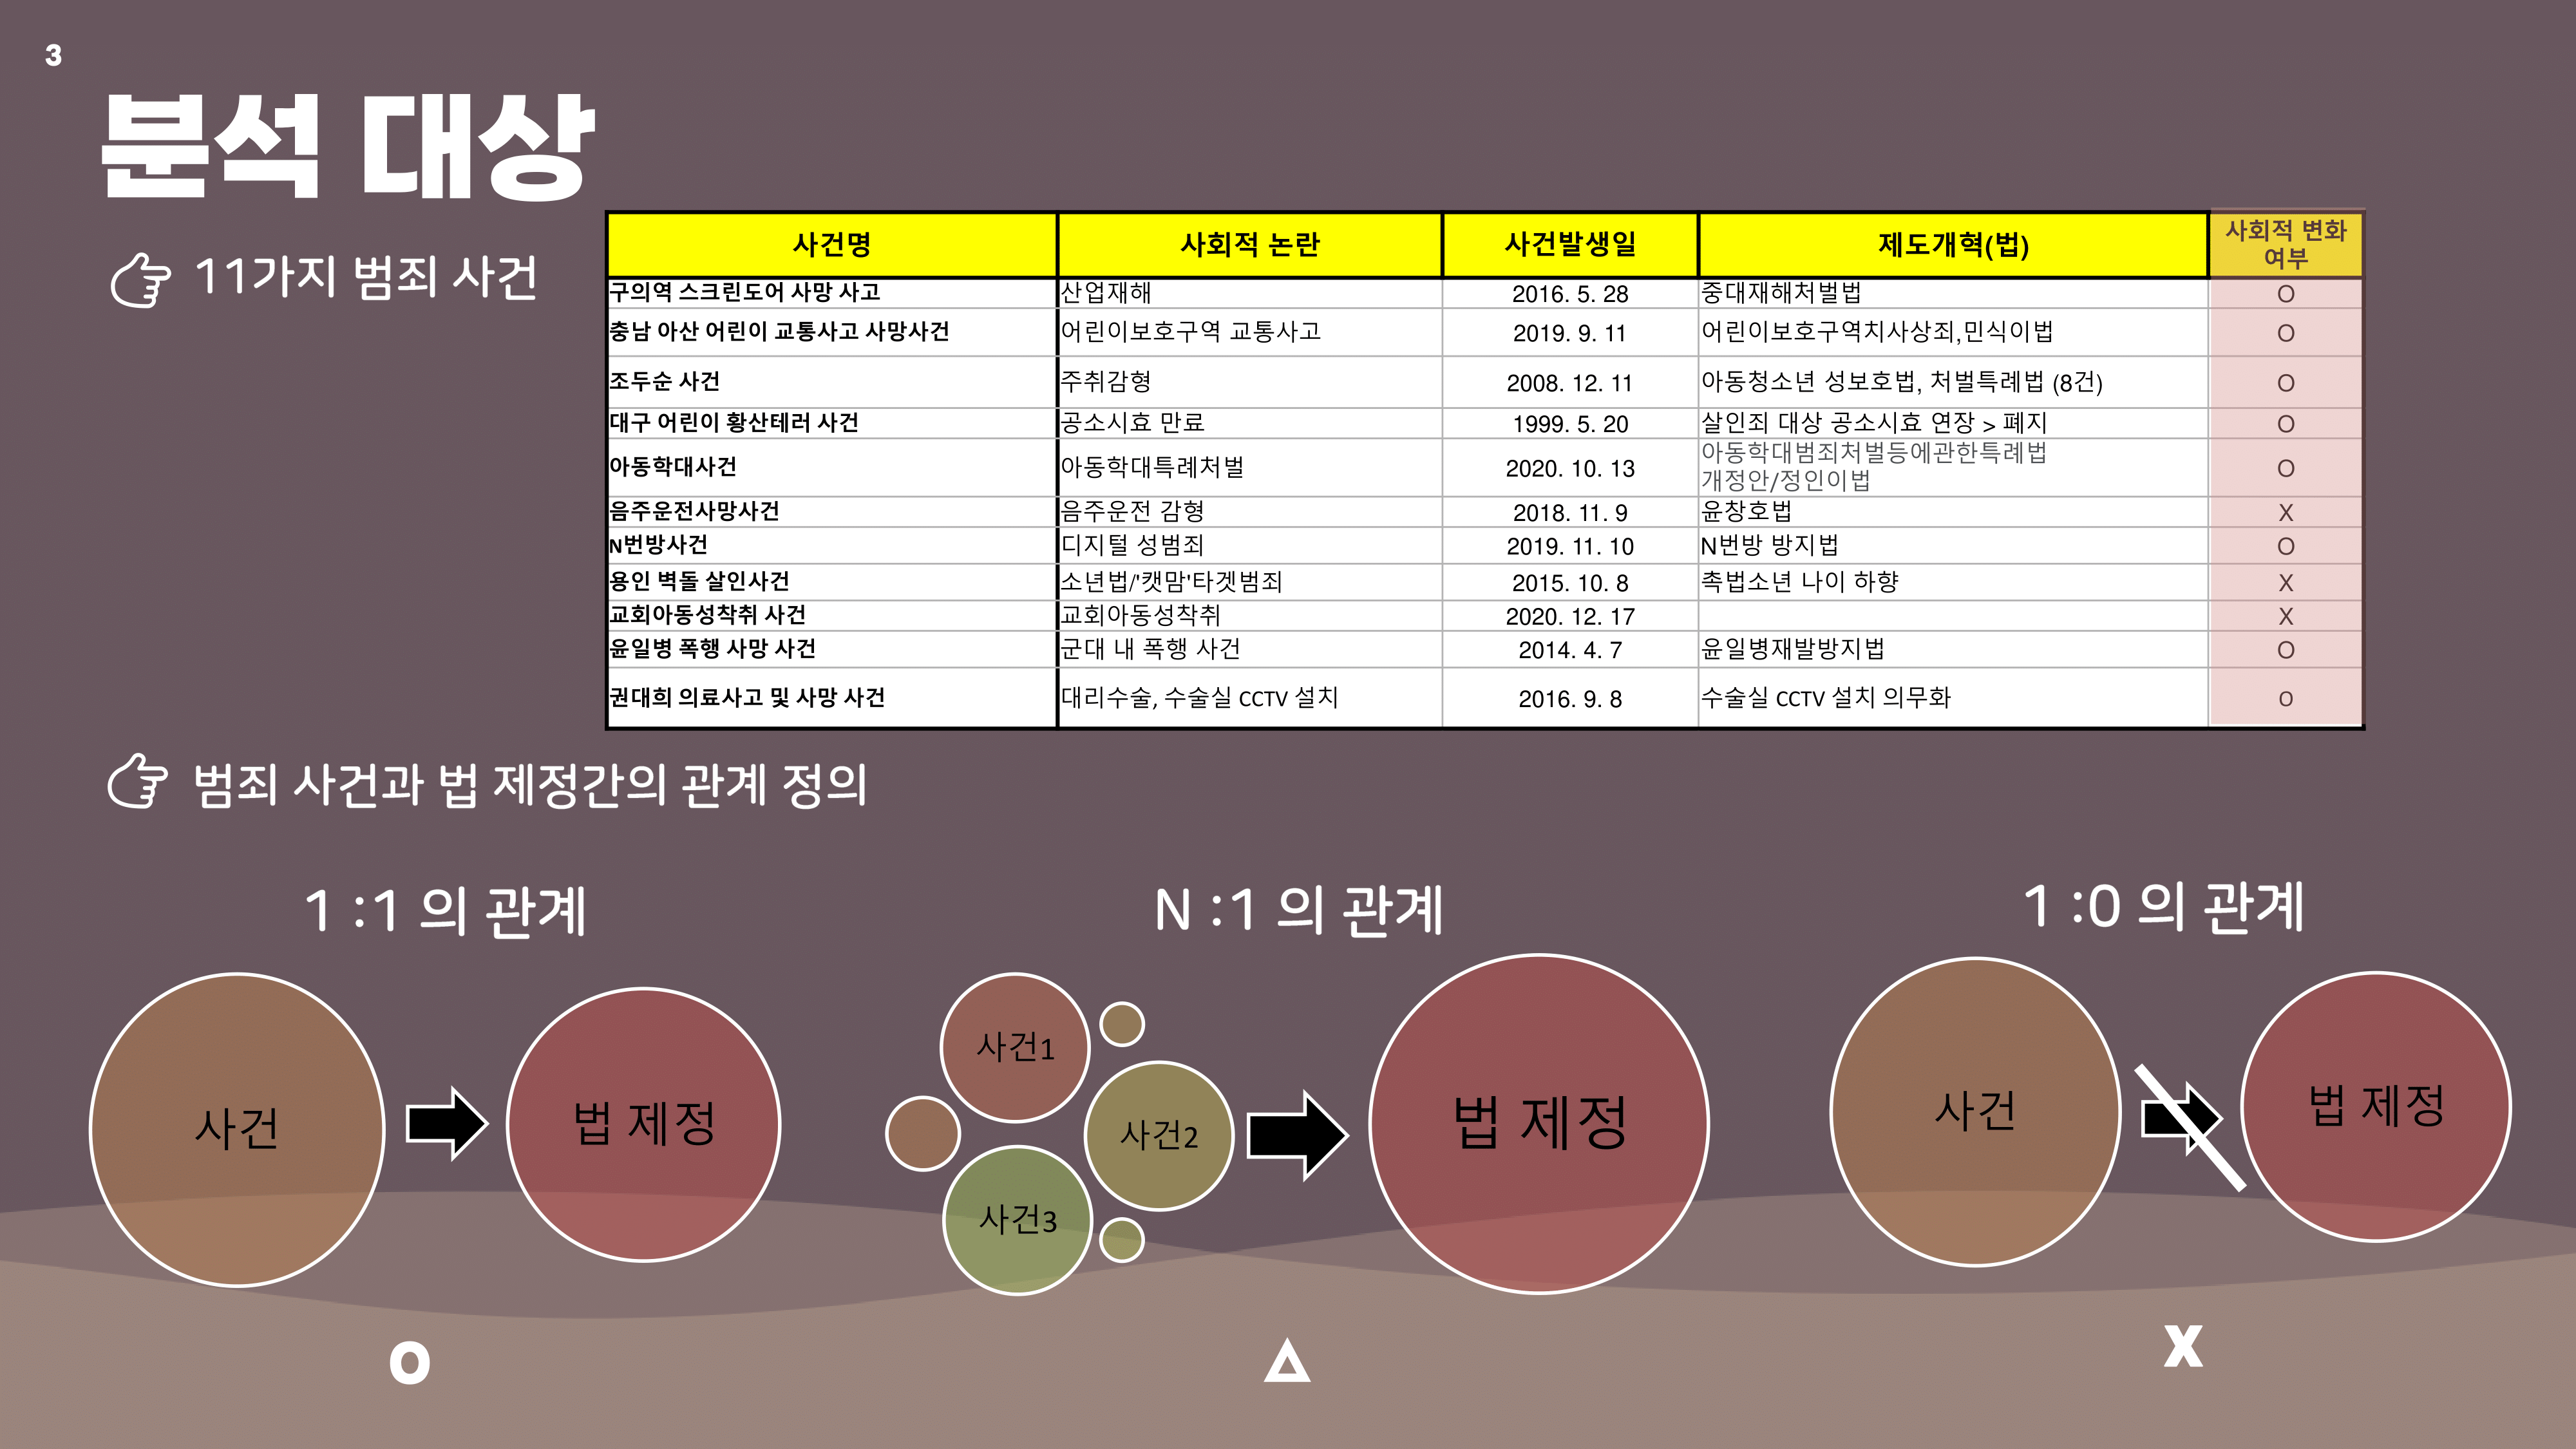 3
분석 대상
11가지 범죄 사건
사건명 사회적 논란 사건발생일 제도개혁(법) 사회적 변화
여부
구의역 스크린도어 사망 사고 산업재해 2016. 5. 28 중대재해처벌법 O
충남 아산 어린이 교통사고 사망사건 어린이보호구역 교통사고 2019. 9. 11 어린이보호구역치사상죄,민식이법 O
조두순 사건 주취감형 2008. 12. 11 아동청소년 성보호법, 처벌특례법 (8건) O
대구 어린이 황산테러 사건 공소시효 만료 1999. 5. 20 살인죄 대상 공소시효 연장 > 폐지 O
아동학대사건 아동학대특례처벌 2020. 10. 13 아동학대범죄처벌등에관한특례법
개정안/정인이법 O
음주운전사망사건 음주운전 감형 2018. 11. 9 윤창호법 X
N번방사건 디지털 성범죄 2019. 11. 10 N번방 방지법 O
용인 벽돌 살인사건 소년법/'캣맘'타겟범죄 2015. 10. 8 촉법소년 나이 하향 X
교회아동성착취 사건 교회아동성착취 2020. 12. 17 X
윤일병 폭행 사망 사건 군대 내 폭행 사건 2014. 4. 7 윤일병재발방지법 O
권대희 의료사고 및 사망 사건 대리수술, 수술실 CCTV 설치 2016. 9. 8 수술실 CCTV 설치 의무화 O
범죄 사건과 법 제정간의 관계 정의
1 :1 의 관계
사건
법 제정
O
N :1 의 관계
사건1
사건2
사건3
법 제정
△
1 :0 의 관계
사건
법 제정
X